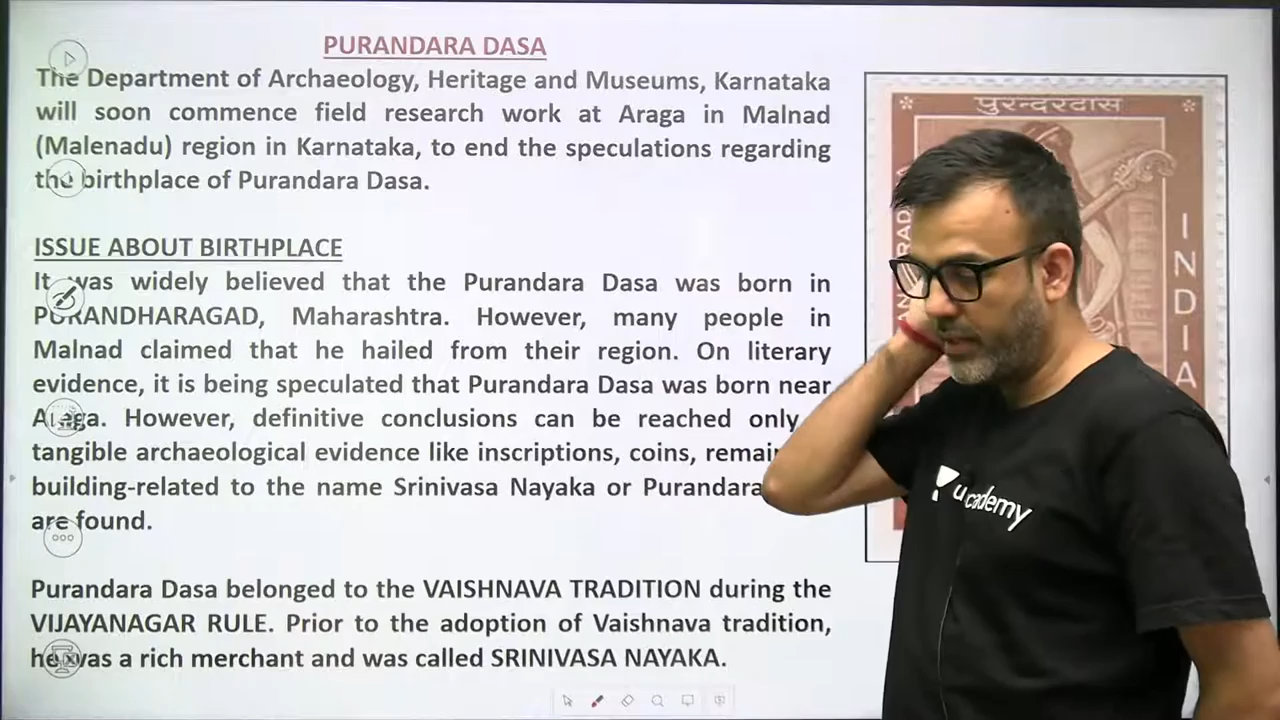 PURANDARA DASA
The Department of Archaeology, Heritage and Museums, Karnataka
will soon commence field research work at Araga in Malnad
(Malenadu) region in Karnataka, to end the speculations regarding
the birthplace of Purandara Dasa.
ISSUE ABOUT BIRTHPLACE
It was widely believed that the Purandara Dasa was born in
PURANDHARAGAD, Maharashtra. However, many people in
Malnad claimed that he hailed from their region. On literary
evidence, it is being speculated that Purandara Dasa was born near
Araga. However, definitive conclusions can be reached only
tangible archaeological evidence like inscriptions, coins,
building-related to the name Srinivasa Nayaka or Purandara
are found.
Purandara Dasa belonged to the VAISHNAVA TRADITION during the
VIJAYANAGAR RULE. Prior to the adoption of Vaishnava tradition,
he was a rich merchant and was called SRINIVASA NAYAKA.
पुरन्दरदास
INDIA
unacademy